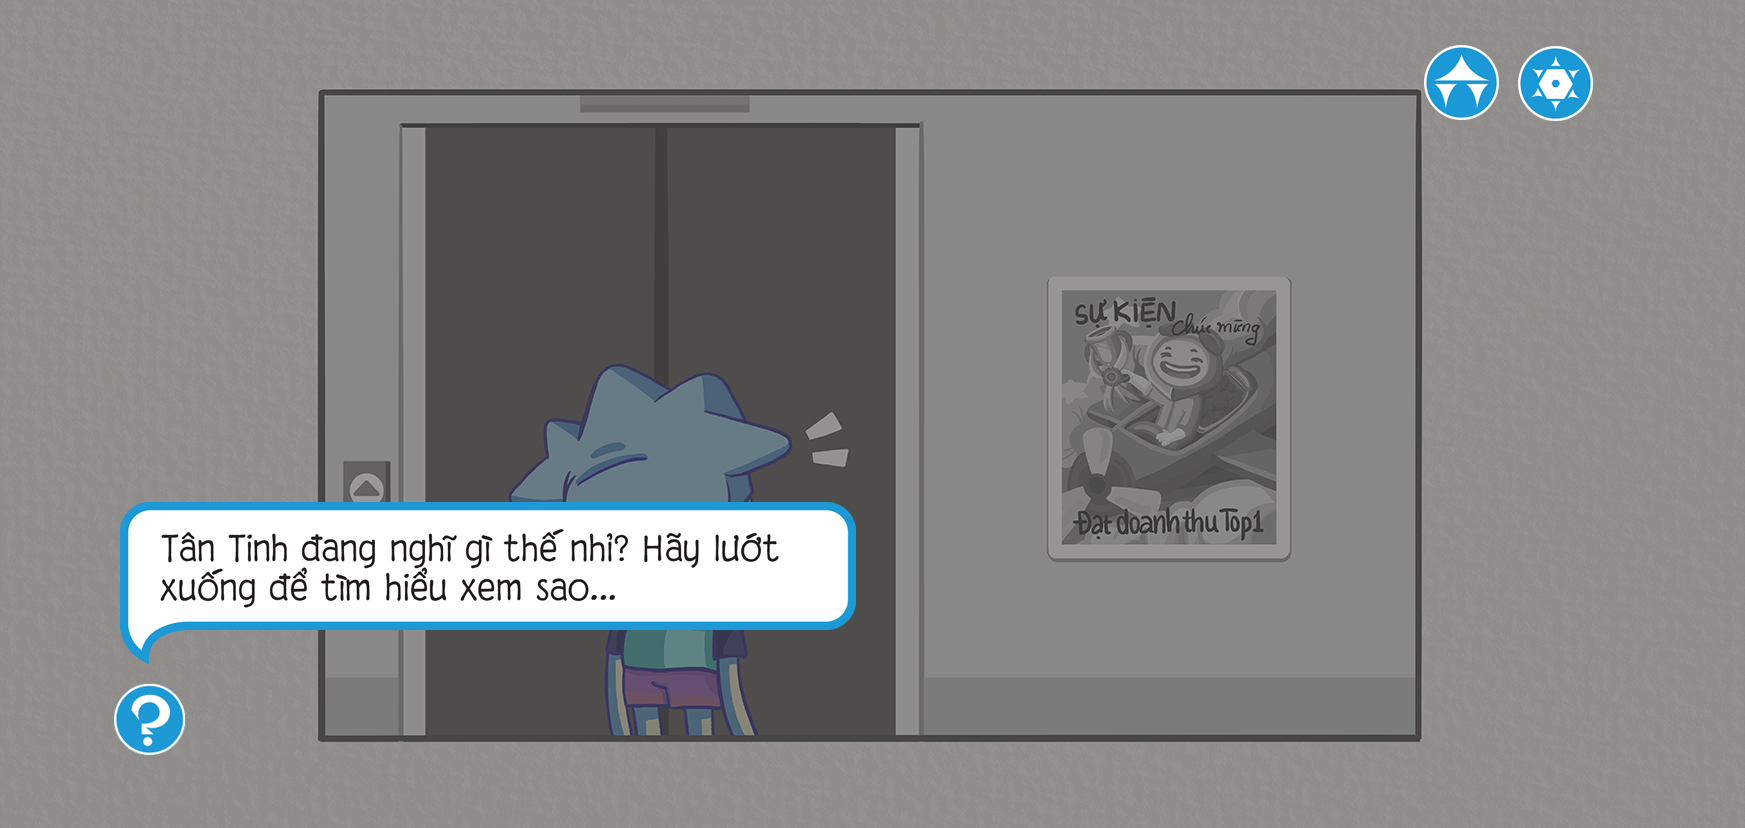 SỰ KIỆN
Chúc mừng
Đạt doanh thu Top1
Tân Tinh đang nghĩ gì thế nhỉ? Hãy lướt
xuống để tìm hiểu xem sao...
?